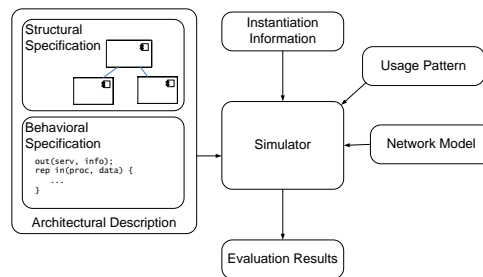 Structural
Specification
Behavioral
Specification
out(serv, info);
rep in(proc, data) {
...
}
Architectural Description
Instantiation
Information
Usage Pattern
Simulator
Network Model
Evaluation Results